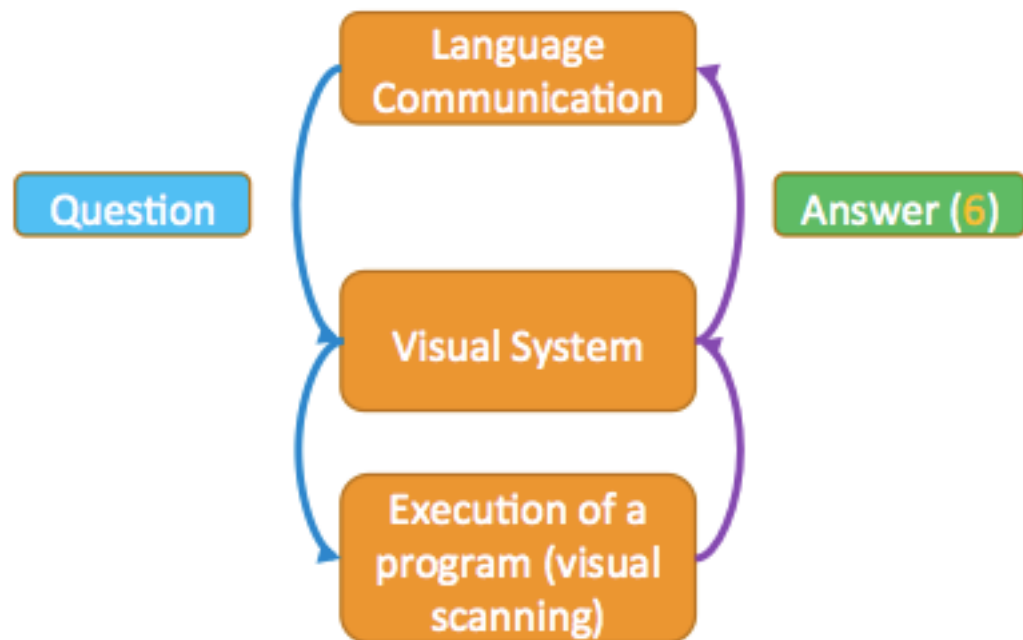 Language
Communication
Question
Answer (6)
Visual System
Execution of a
program (visual
scanning)